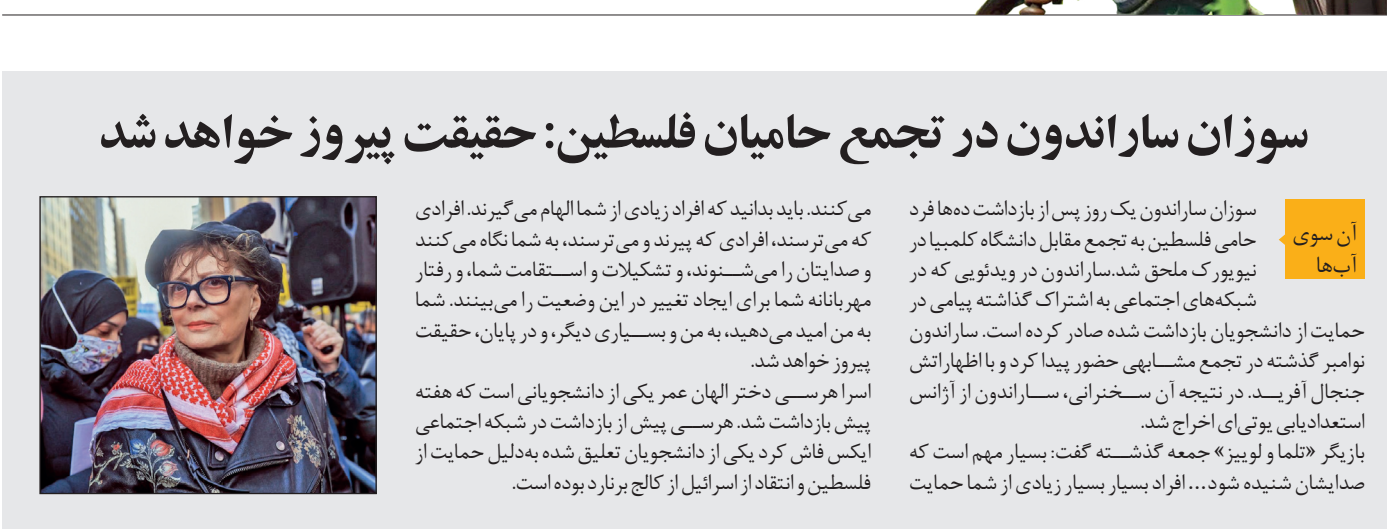 سوزان ساراندون در تجمع حامیان فلسطین: حقیقت پیروز خواهد شد
آن سوی
آب‌ها
سوزان ساراندون یک روز پس از بازداشت ده‌ها فرد
حامی فلسطین به تجمع مقابل دانشگاه کلمبیا در
نیویورک ملحق شد.ساراندون در ویدئویی که در
شبکه‌های اجتماعی به اشتراک گذاشته پیامی در
حمایت از دانشجویان بازداشت شده صادر کرده است. ساراندون
نوامبر گذشته در تجمع مشابهی حضور پیدا کرد و با اظهاراتش
جنجال آفرید. در نتیجه آن سخنرانی، ساراندون از آژانس
استعدادیابی یوتی‌ای اخراج شد.
بازیگر «تلما و لوییز» جمعه گذشته گفت: بسیار مهم است که
صدایشان شنیده شود... افراد بسیار بسیار زیادی از شما حمایت
می‌کنند. باید بدانید که افراد زیادی از شما الهام می‌گیرند. افرادی
که می‌ترسند، افرادی که پیرند و می‌ترسند، به شما نگاه می‌کنند
و صدایتان را می‌شنوند، و تشکیلات و استقامت شما، و رفتار
مهربانانه شما برای ایجاد تغییر در این وضعیت را می‌بینند. شما
به من امید می‌دهید، به من و بسیاری دیگر، و در پایان، حقیقت
پیروز خواهد شد.
اسرا هرسی دختر الهان عمر یکی از دانشجویانی است که هفته
پیش بازداشت شد. هرسی پیش از بازداشت در شبکه اجتماعی
ایکس فاش کرد یکی از دانشجویان تعلیق شده به‌دلیل حمایت از
فلسطین و انتقاد از اسرائیل از کالج برنارد بوده است.